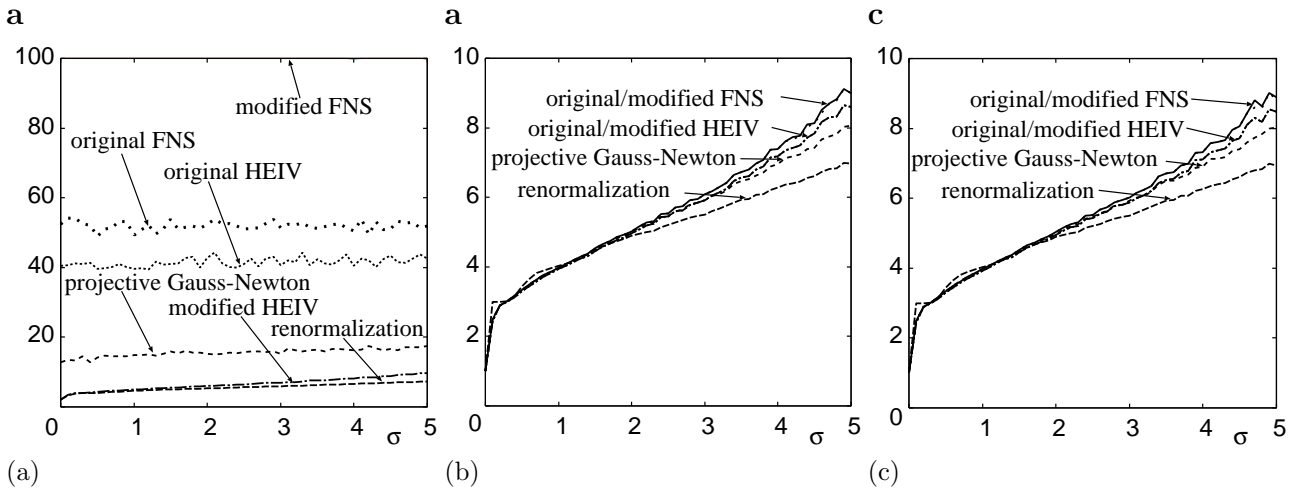 a
100
80
60
40
20
0
1
2
3
4
σ
5
modified FNS
original FNS
original HEIV
projective Gauss-Newton
modified HEIV
renormalization
(a)
a
10
8
6
4
2
0
1
2
3
4
σ
5
original/modified FNS
original/modified HEIV
projective Gauss-Newton
renormalization
(b)
c
10
8
6
4
2
0
1
2
3
4
σ
5
original/modified FNS
original/modified HEIV
projective Gauss-Newton
renormalization
(c)